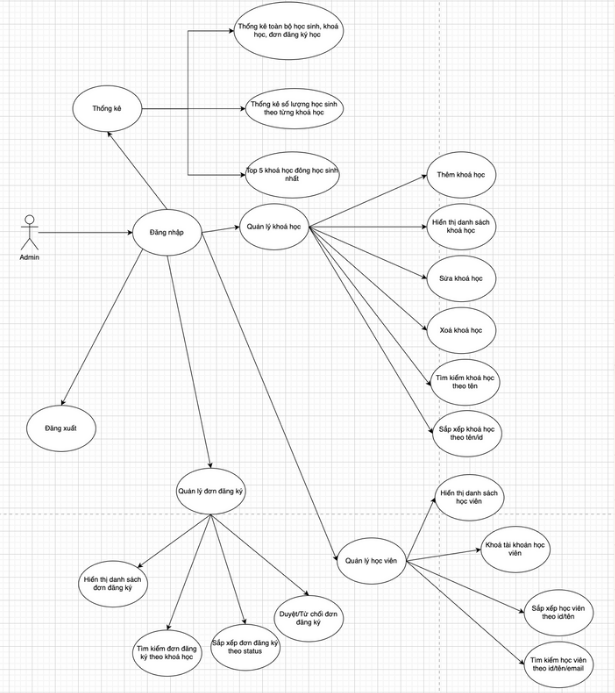 Thống kê toàn bộ học sinh, khoá
học, đơn đăng ký học
Thống kê
Thống kê số lượng học sinh
theo từng khoá học
Top 5 khoá học đông học sinh
nhất
Thêm khoá học
Admin
Đăng nhập
Quản lý khoá học
Hiển thị danh sách
khoá học
Sửa khoá học
Xoá khoá học
Tìm kiếm khoá học
theo tên
Sắp xếp khoá học
theo tên/id
Đăng xuất
Quản lý đơn đăng ký
Hiển thị danh sách
học viên
Quản lý học viên
Khoá tài khoản học
viên
Hiển thị danh sách
đơn đăng ký
Duyệt/Từ chối đơn
đăng ký
Sắp xếp học viên
theo id/tên
Tìm kiếm đơn đăng
ký theo khoá học
Sắp xếp đơn đăng ký
theo status
Tìm kiếm học viên
theo id/tên/email